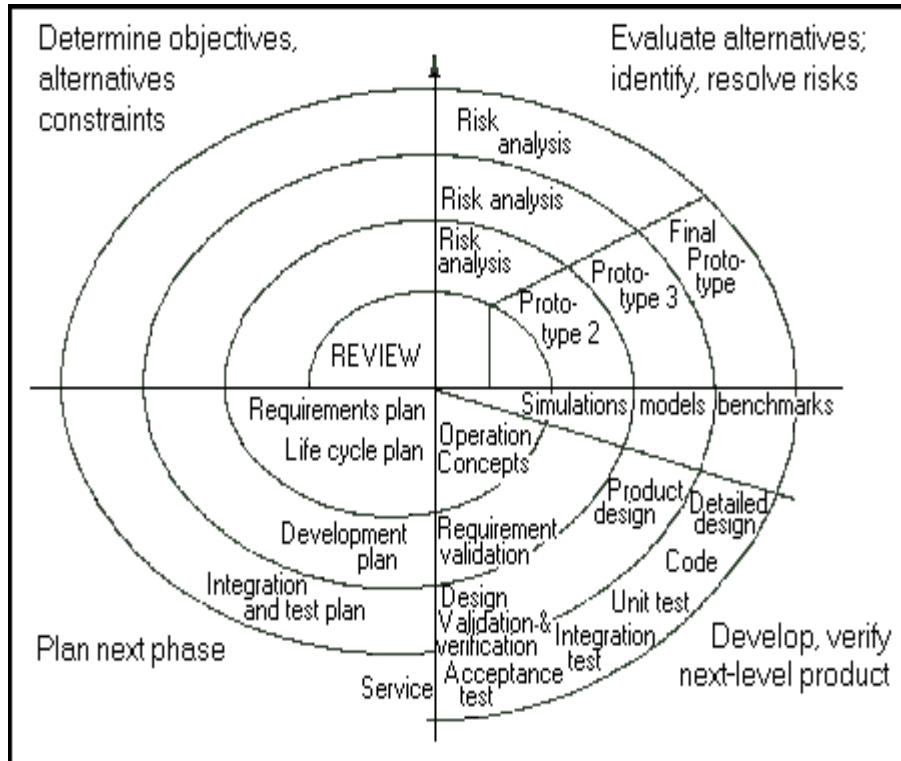 Determine objectives,
alternatives
constraints
Evaluate alternatives;
identify, resolve risks
Risk
analysis
Risk analysis
Risk
analysis
Final
Proto-
type
Proto-
type 3
Proto-
type 2
REVIEW
Requirements plan
Life cycle plan
Development
plan
Integration
and test plan
Plan next phase
Simulations models benchmarks
Operation
Concepts
Product
design
Detailed
design
Requirement
validation
Code
Unit test
Design
Validation-&
verification
Integration
test
Acceptance
test
Service
Develop, verify
next-level product